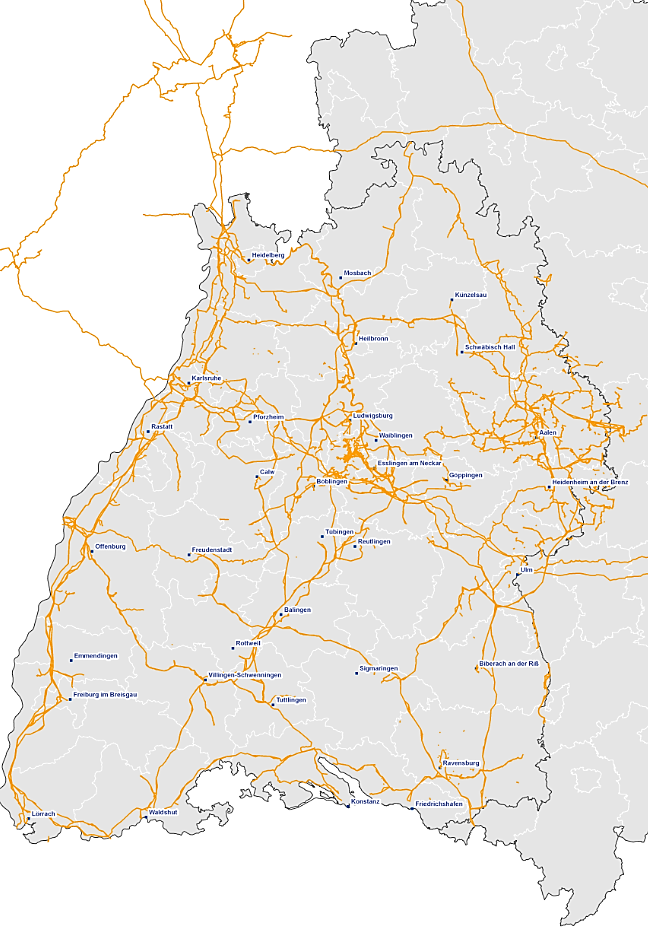 Heidelberg
Mosbach
Künzelsau
Heilbronn
Schwäbisch Hall
Karlsruhe
Pforzheim
Ludwigsburg
Rastatt
Waiblingen
Aalen
Esslingen am Neckar
Calw
Göppingen
Böblingen
Heidenheim an der Brenz
Tübingen
Reutlingen
Offenburg
Freudenstadt
Ulm
Balingen
Rottweil
Emmendingen
Sigmaringen
Biberach an der Riß
Villingen-Schwenningen
Freiburg im Breisgau
Tuttlingen
Ravensburg
Konstanz
Friedrichshafen
Lörrach
Waldshut